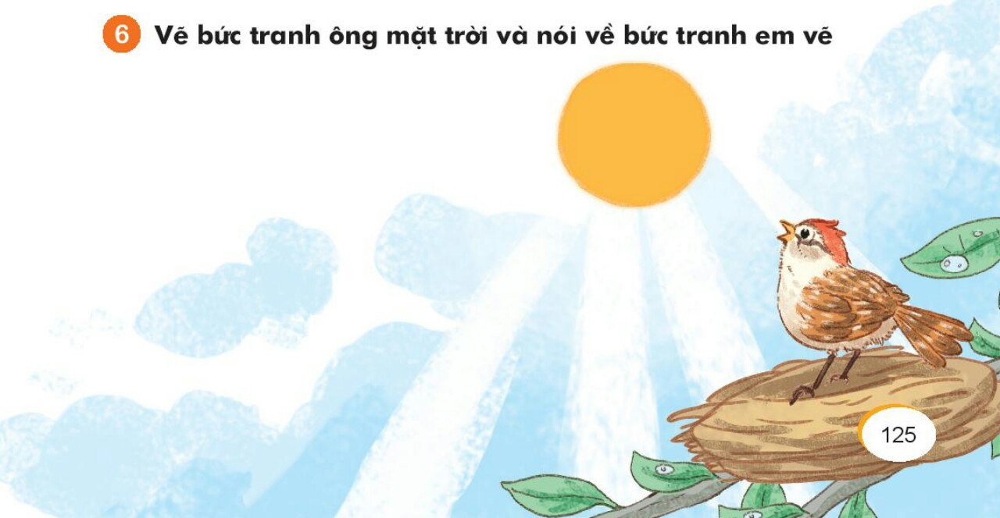 6 Vẽ bức tranh ông mặt trời và nói về bức tranh em vẽ
125